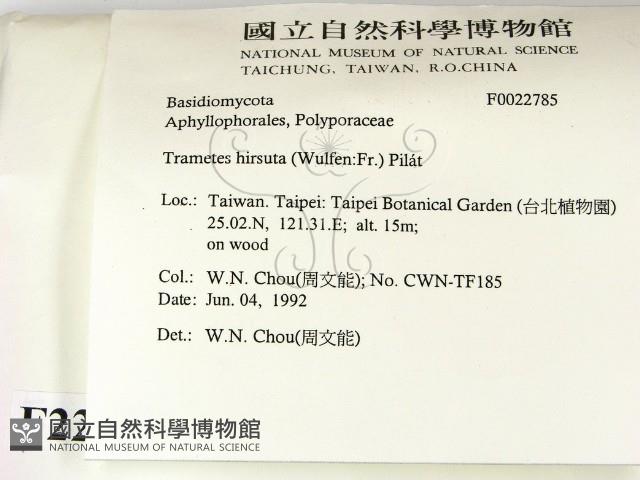 國立自然科學博物館
NATIONAL MUSEUM OF NATURAL SCIENCE
TAICHUNG, TAIWAN, R.O.CHINA
Basidiomycota F0022785
Aphyllophorales, Polyporaceae
Trametes hirsuta (Wulfen:Fr.) Pilát
Loc.: Taiwan. Taipei: Taipei Botanical Garden (台北植物園)
25.02.N, 121.31.E; alt. 15m;
on wood
Col.: W.N. Chou(周文能); No. CWN-TF185
Date: Jun. 04, 1992
Det.: W.N. Chou(周文能)
國立自然科學博物館
NATIONAL MUSEUM OF NATURAL SCIENCE